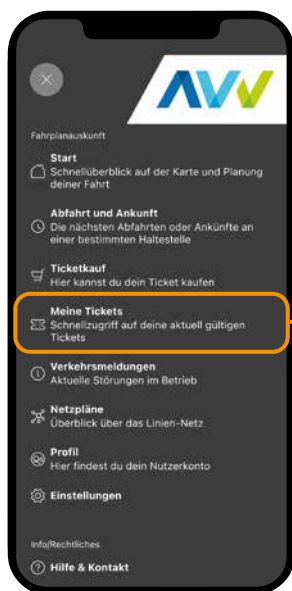 AVV
Fahrplanauskunft
Start
Schnellüberblick auf der Karte und Planung
deiner Fahrt
Abfahrt und Ankunft
Die nächsten Abfahrten oder Ankünfte an
einer bestimmten Haltestelle
Ticketkauf
Hier kannst du dein Ticket kaufen
Meine Tickets
Schnellzugriff auf deine aktuell gültigen
Tickets
Verkehrsmeldungen
Aktuelle Störungen im Betrieb
Netzpläne
Überblick über das Linien-Netz
Profil
Hier findest du dein Nutzerkonto
Einstellungen
Info/Rechtliches
Hilfe & Kontakt